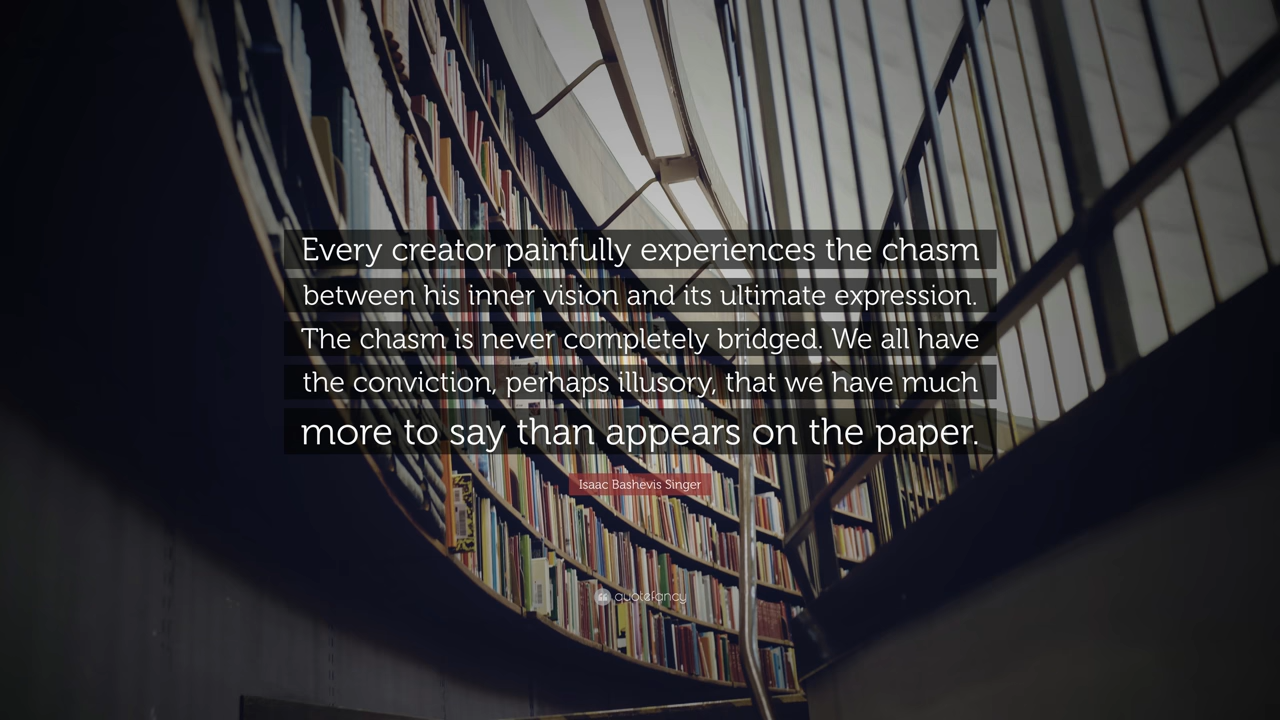 Every creator painfully experiences the chasm
between his inner vision and its ultimate expression.
The chasm is never completely bridged. We all have
the conviction, perhaps illusory, that we have much
more to say than appears on the paper.
Isaac Bashevis Singer
quotefancy